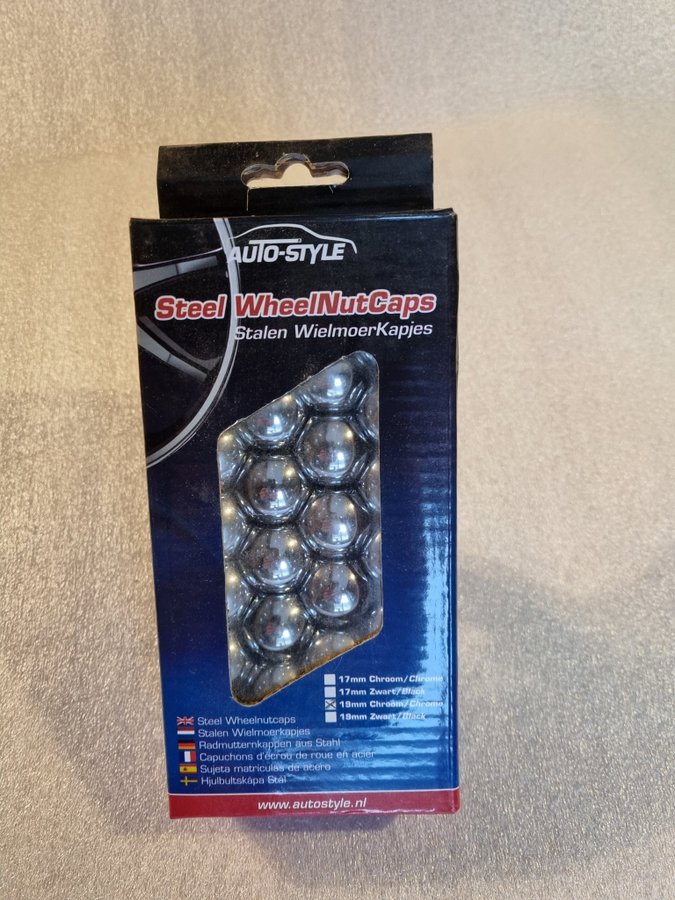 AUTO-STYLE
Steel WheelNutCaps
Stalen WielmoerKapjes
17mm Chroom/Chrome
17mm Zwart/Black
19mm Chroom/Chrome
19mm Zwart/Black
Steel Wheelnutcaps
Stalen Wielmoerkapjes
Radmutternkappen aus Stahl
Capuchons d'écrou de roue en acier
Sujeta matriculas de acero
Hjulbultskåpa Stål
www.autostyle.nl